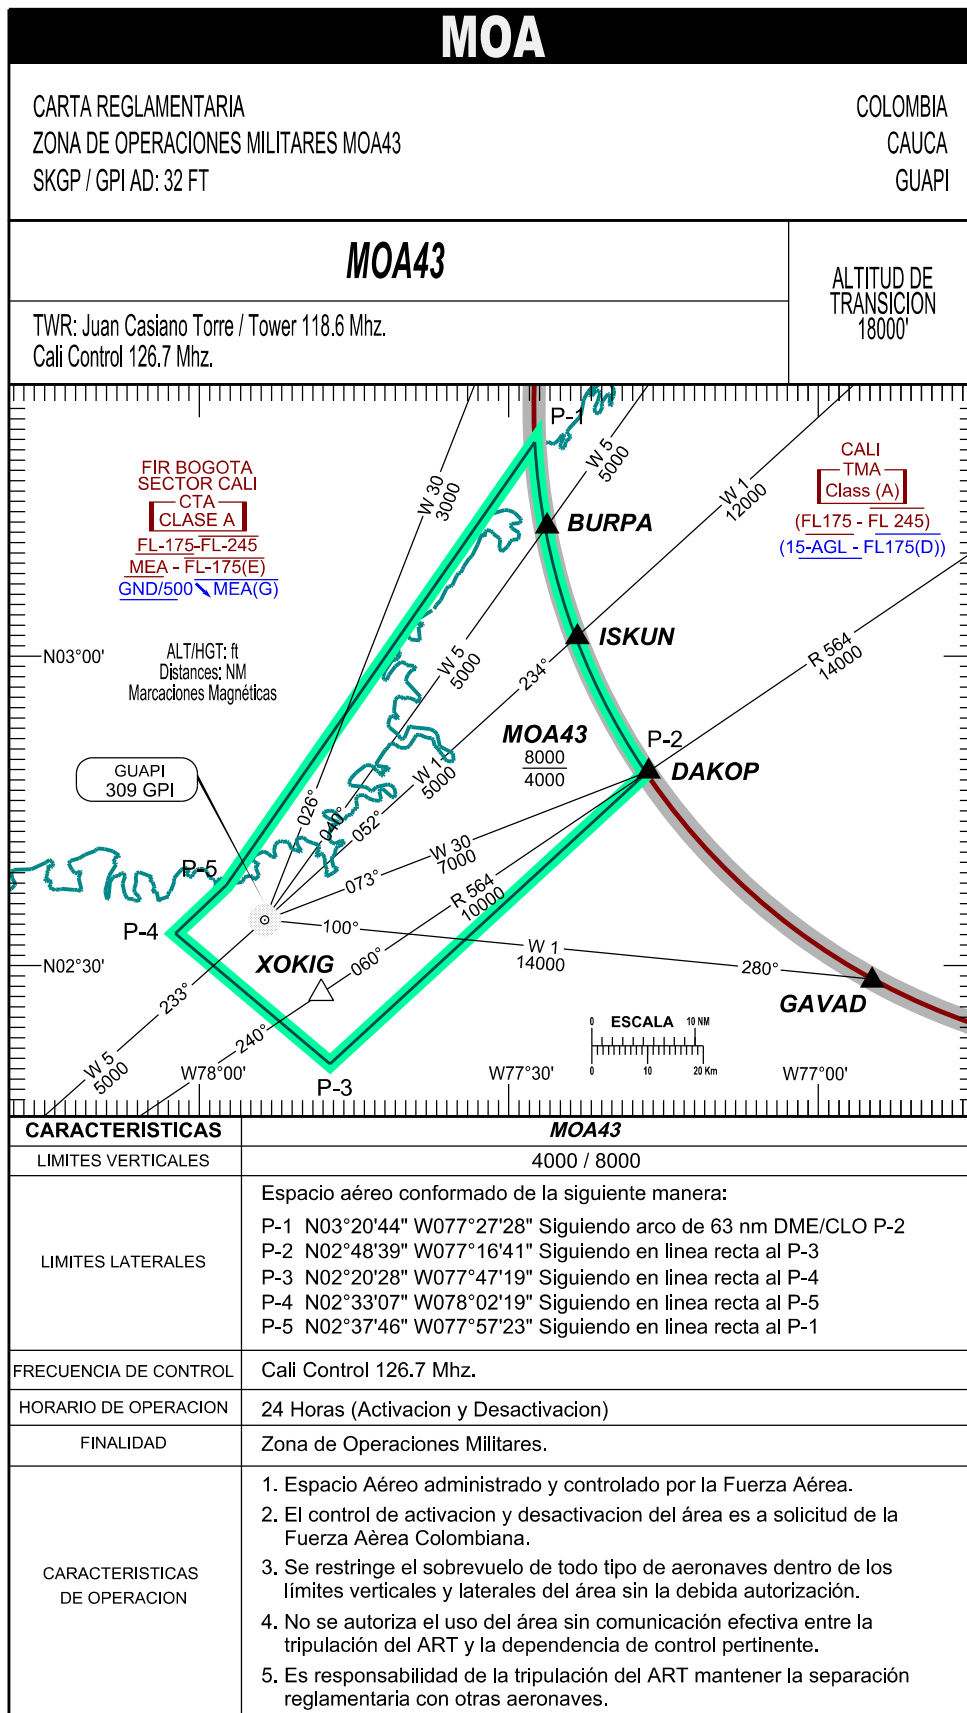 MOA
CARTA REGLAMENTARIA
ZONA DE OPERACIONES MILITARES MOA43
SKGP / GPI AD: 32 FT
COLOMBIA
CAUCA
GUAPI
MOA43
TWR: Juan Casiano Torre / Tower 118.6 Mhz.
Cali Control 126.7 Mhz.
ALTITUD DE
TRANSICION
18000'
P-1
FIR BOGOTA
SECTOR CALI
CTA
CLASE A
FL-175-FL-245
MEA - FL-175(E)
GND/500 MEA(G)
CALI
TMA
Class (A)
(FL175 - FL 245)
(15-AGL - FL175(D))
W 30
3000
W 5
5000
W 1
12000
BURPA
ISKUN
R 564
14000
N03°00'
ALT/HGT: ft
Distances: NM
Marcaciones Magnéticas
W 5
5000
234°
MOA43
8000
4000
P-2
DAKOP
GUAPI
309 GPI
W 1
5000
026°
040°
052°
W 30
7000
073°
R 564
10000
P-5
P-4
100°
W 1
14000
280°
GAVAD
XOKIG
060°
N02°30'
233°
240°
W 5
5000
0 ESCALA 10 NM
0 10 20 Km
W78°00'
W77°30'
W77°00'
P-3
CARACTERISTICAS
MOA43
LIMITES VERTICALES
4000 / 8000
LIMITES LATERALES
Espacio aéreo conformado de la siguiente manera:
P-1 N03°20'44" W077°27'28" Siguiendo arco de 63 nm DME/CLO P-2
P-2 N02°48'39" W077°16'41" Siguiendo en linea recta al P-3
P-3 N02°20'28" W077°47'19" Siguiendo en linea recta al P-4
P-4 N02°33'07" W078°02'19" Siguiendo en linea recta al P-5
P-5 N02°37'46" W077°57'23" Siguiendo en linea recta al P-1
FRECUENCIA DE CONTROL
Cali Control 126.7 Mhz.
HORARIO DE OPERACION
24 Horas (Activacion y Desactivacion)
FINALIDAD
Zona de Operaciones Militares.
CARACTERISTICAS
DE OPERACION
1. Espacio Aéreo administrado y controlado por la Fuerza Aérea.
2. El control de activacion y desactivacion del área es a solicitud de la
Fuerza Aèrea Colombiana.
3. Se restringe el sobrevuelo de todo tipo de aeronaves dentro de los
límites verticales y laterales del área sin la debida autorización.
4. No se autoriza el uso del área sin comunicación efectiva entre la
tripulación del ART y la dependencia de control pertinente.
5. Es responsabilidad de la tripulación del ART mantener la separación
reglamentaria con otras aeronaves.